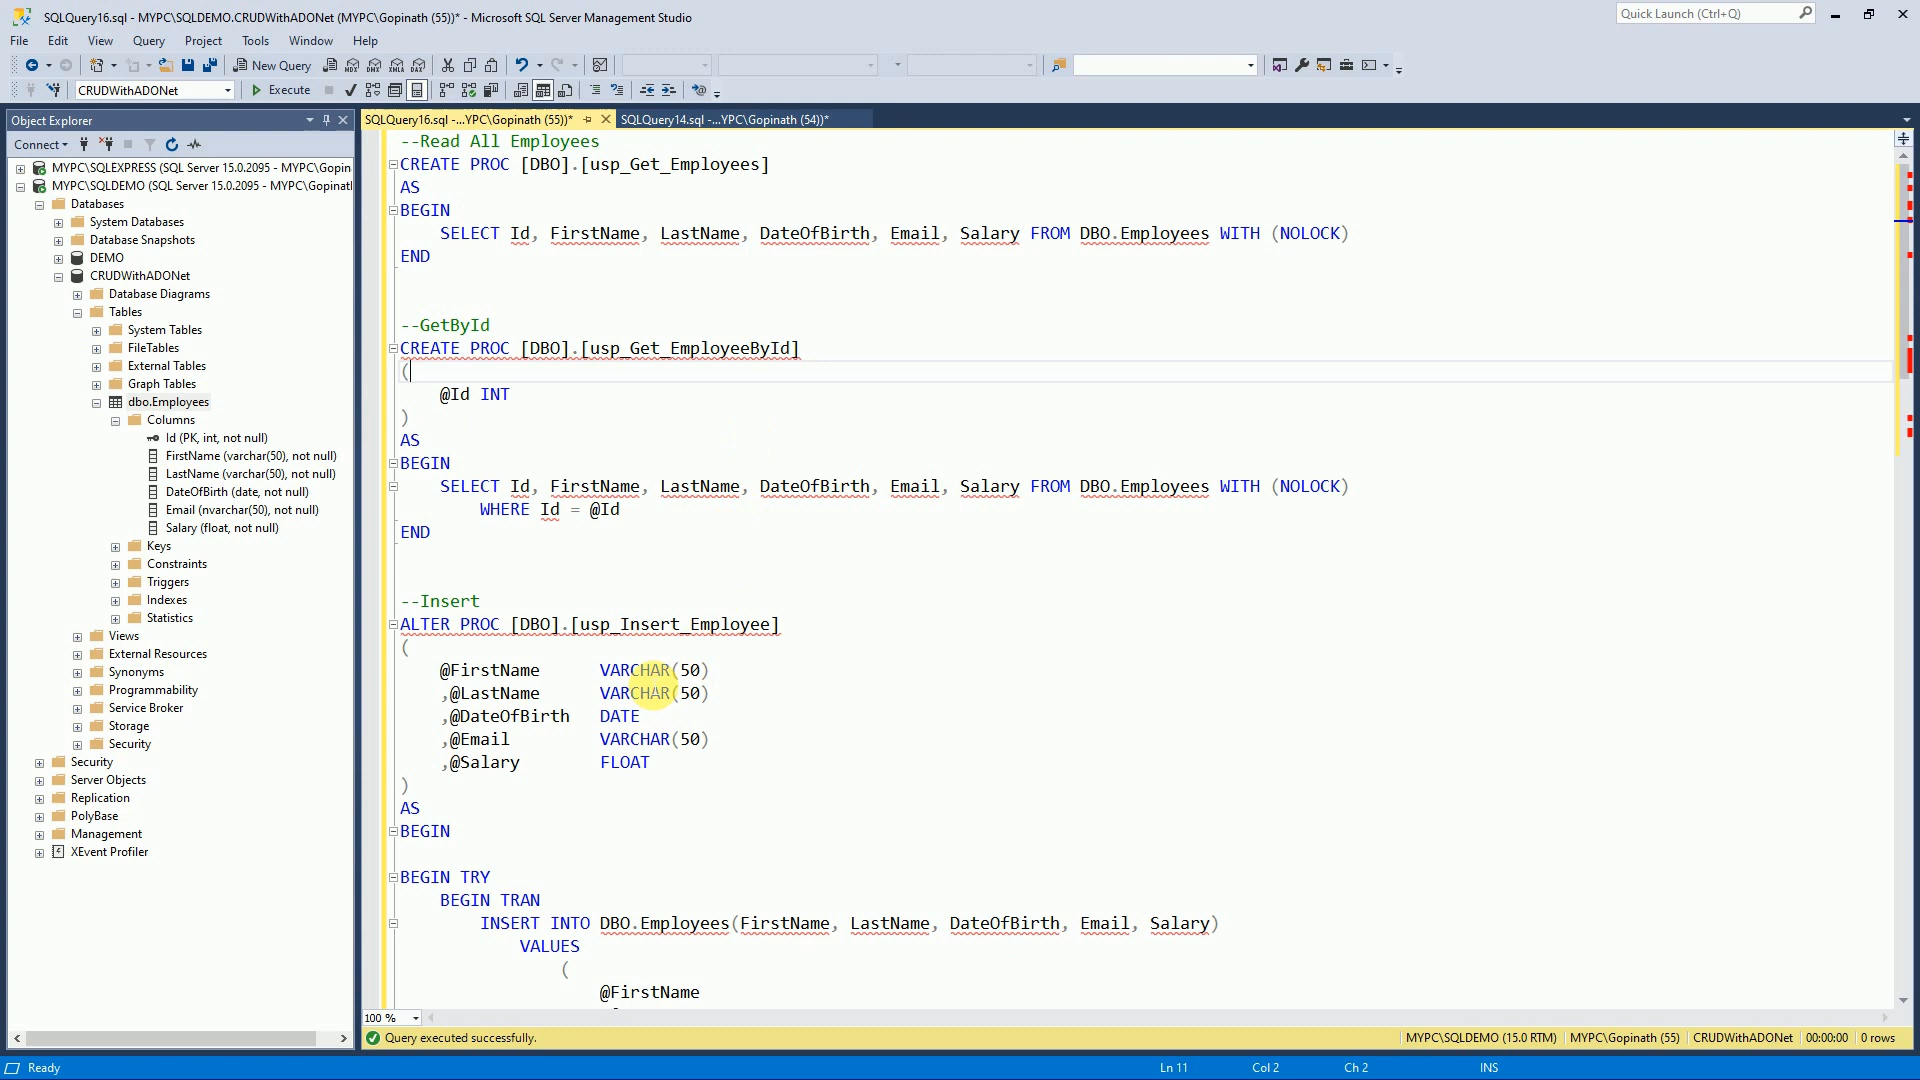 SQLQuery16.sql - MYPC\SQLDEMO.CRUDWithADONet (MYPC\Gopinath (55))* - Microsoft SQL Server Management Studio
Quick Launch (Ctrl+Q)
File Edit View Query Project Tools Window Help
New Query
MDX DMX XMLA DAX
CRUDWithADONet
Execute
Object Explorer
Connect
MYPC\SQLEXPRESS (SQL Server 15.0.2095 - MYPC\Gopin
MYPC\SQLDEMO (SQL Server 15.0.2095 - MYPC\Gopinatl
Databases
System Databases
Database Snapshots
DEMO
CRUDWithADONet
Database Diagrams
Tables
System Tables
FileTables
External Tables
Graph Tables
dbo.Employees
Columns
Id (PK, int, not null)
FirstName (varchar(50), not null)
LastName (varchar(50), not null)
DateOfBirth (date, not null)
Email (nvarchar(50), not null)
Salary (float, not null)
Keys
Constraints
Triggers
Indexes
Statistics
Views
External Resources
Synonyms
Programmability
Service Broker
Storage
Security
Security
Server Objects
Replication
PolyBase
Management
XEvent Profiler
SQLQuery16.sql -...YPC\Gopinath (55))*
SQLQuery14.sql -...YPC\Gopinath (54))*
--Read All Employees
CREATE PROC [DBO].[usp_Get_Employees]
AS
BEGIN
SELECT Id, FirstName, LastName, DateOfBirth, Email, Salary FROM DBO.Employees WITH (NOLOCK)
END
--GetById
CREATE PROC [DBO].[usp_Get_EmployeeById]
(
@Id INT
)
AS
BEGIN
SELECT Id, FirstName, LastName, DateOfBirth, Email, Salary FROM DBO.Employees WITH (NOLOCK)
WHERE Id = @Id
END
--Insert
ALTER PROC [DBO].[usp_Insert_Employee]
(
@FirstName VARCHAR(50)
,@LastName VARCHAR(50)
,@DateOfBirth DATE
,@Email VARCHAR(50)
,@Salary FLOAT
)
AS
BEGIN
BEGIN TRY
BEGIN TRAN
INSERT INTO DBO.Employees(FirstName, LastName, DateOfBirth, Email, Salary)
VALUES
(
@FirstName
100 %
Query executed successfully.
MYPC\SQLDEMO (15.0 RTM) MYPC\Gopinath (55) CRUDWithADONet 00:00:00 0 rows
Ready
Ln 11 Col 2 Ch 2 INS